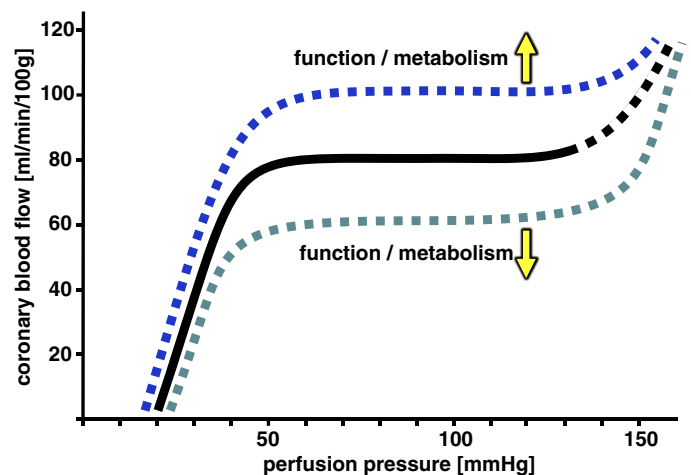 120
100
80
60
40
20
coronary blood flow [ml/min/100g]
function / metabolism
function / metabolism
50
100
150
perfusion pressure [mmHg]